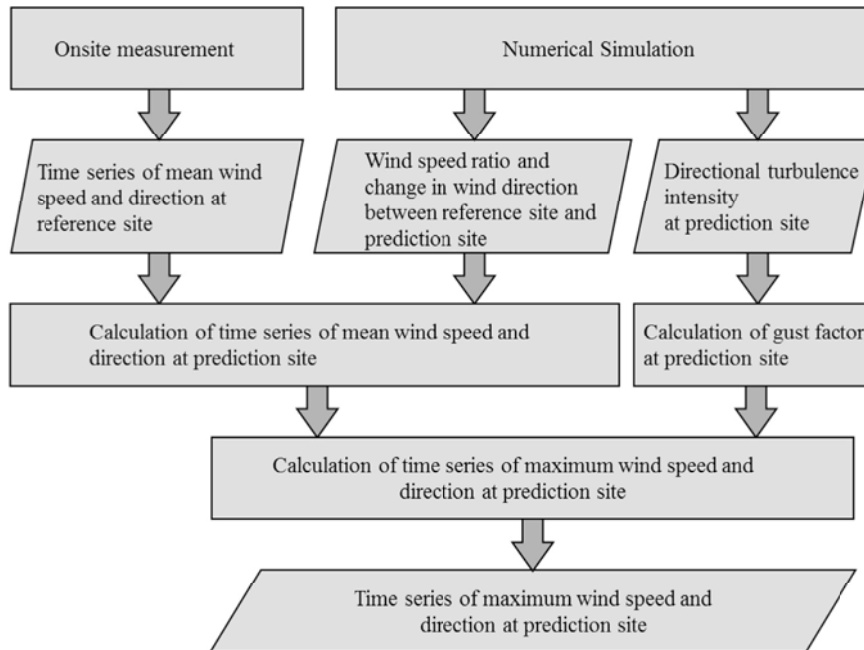 Onsite measurement
Numerical Simulation
Time series of mean wind
speed and direction at
reference site
Wind speed ratio and
change in wind direction
between reference site and
prediction site
Directional turbulence
intensity
at prediction site
Calculation of time series of mean wind speed and
direction at prediction site
Calculation of gust factor
at prediction site
Calculation of time series of maximum wind speed and
direction at prediction site
Time series of maximum wind speed and
direction at prediction site